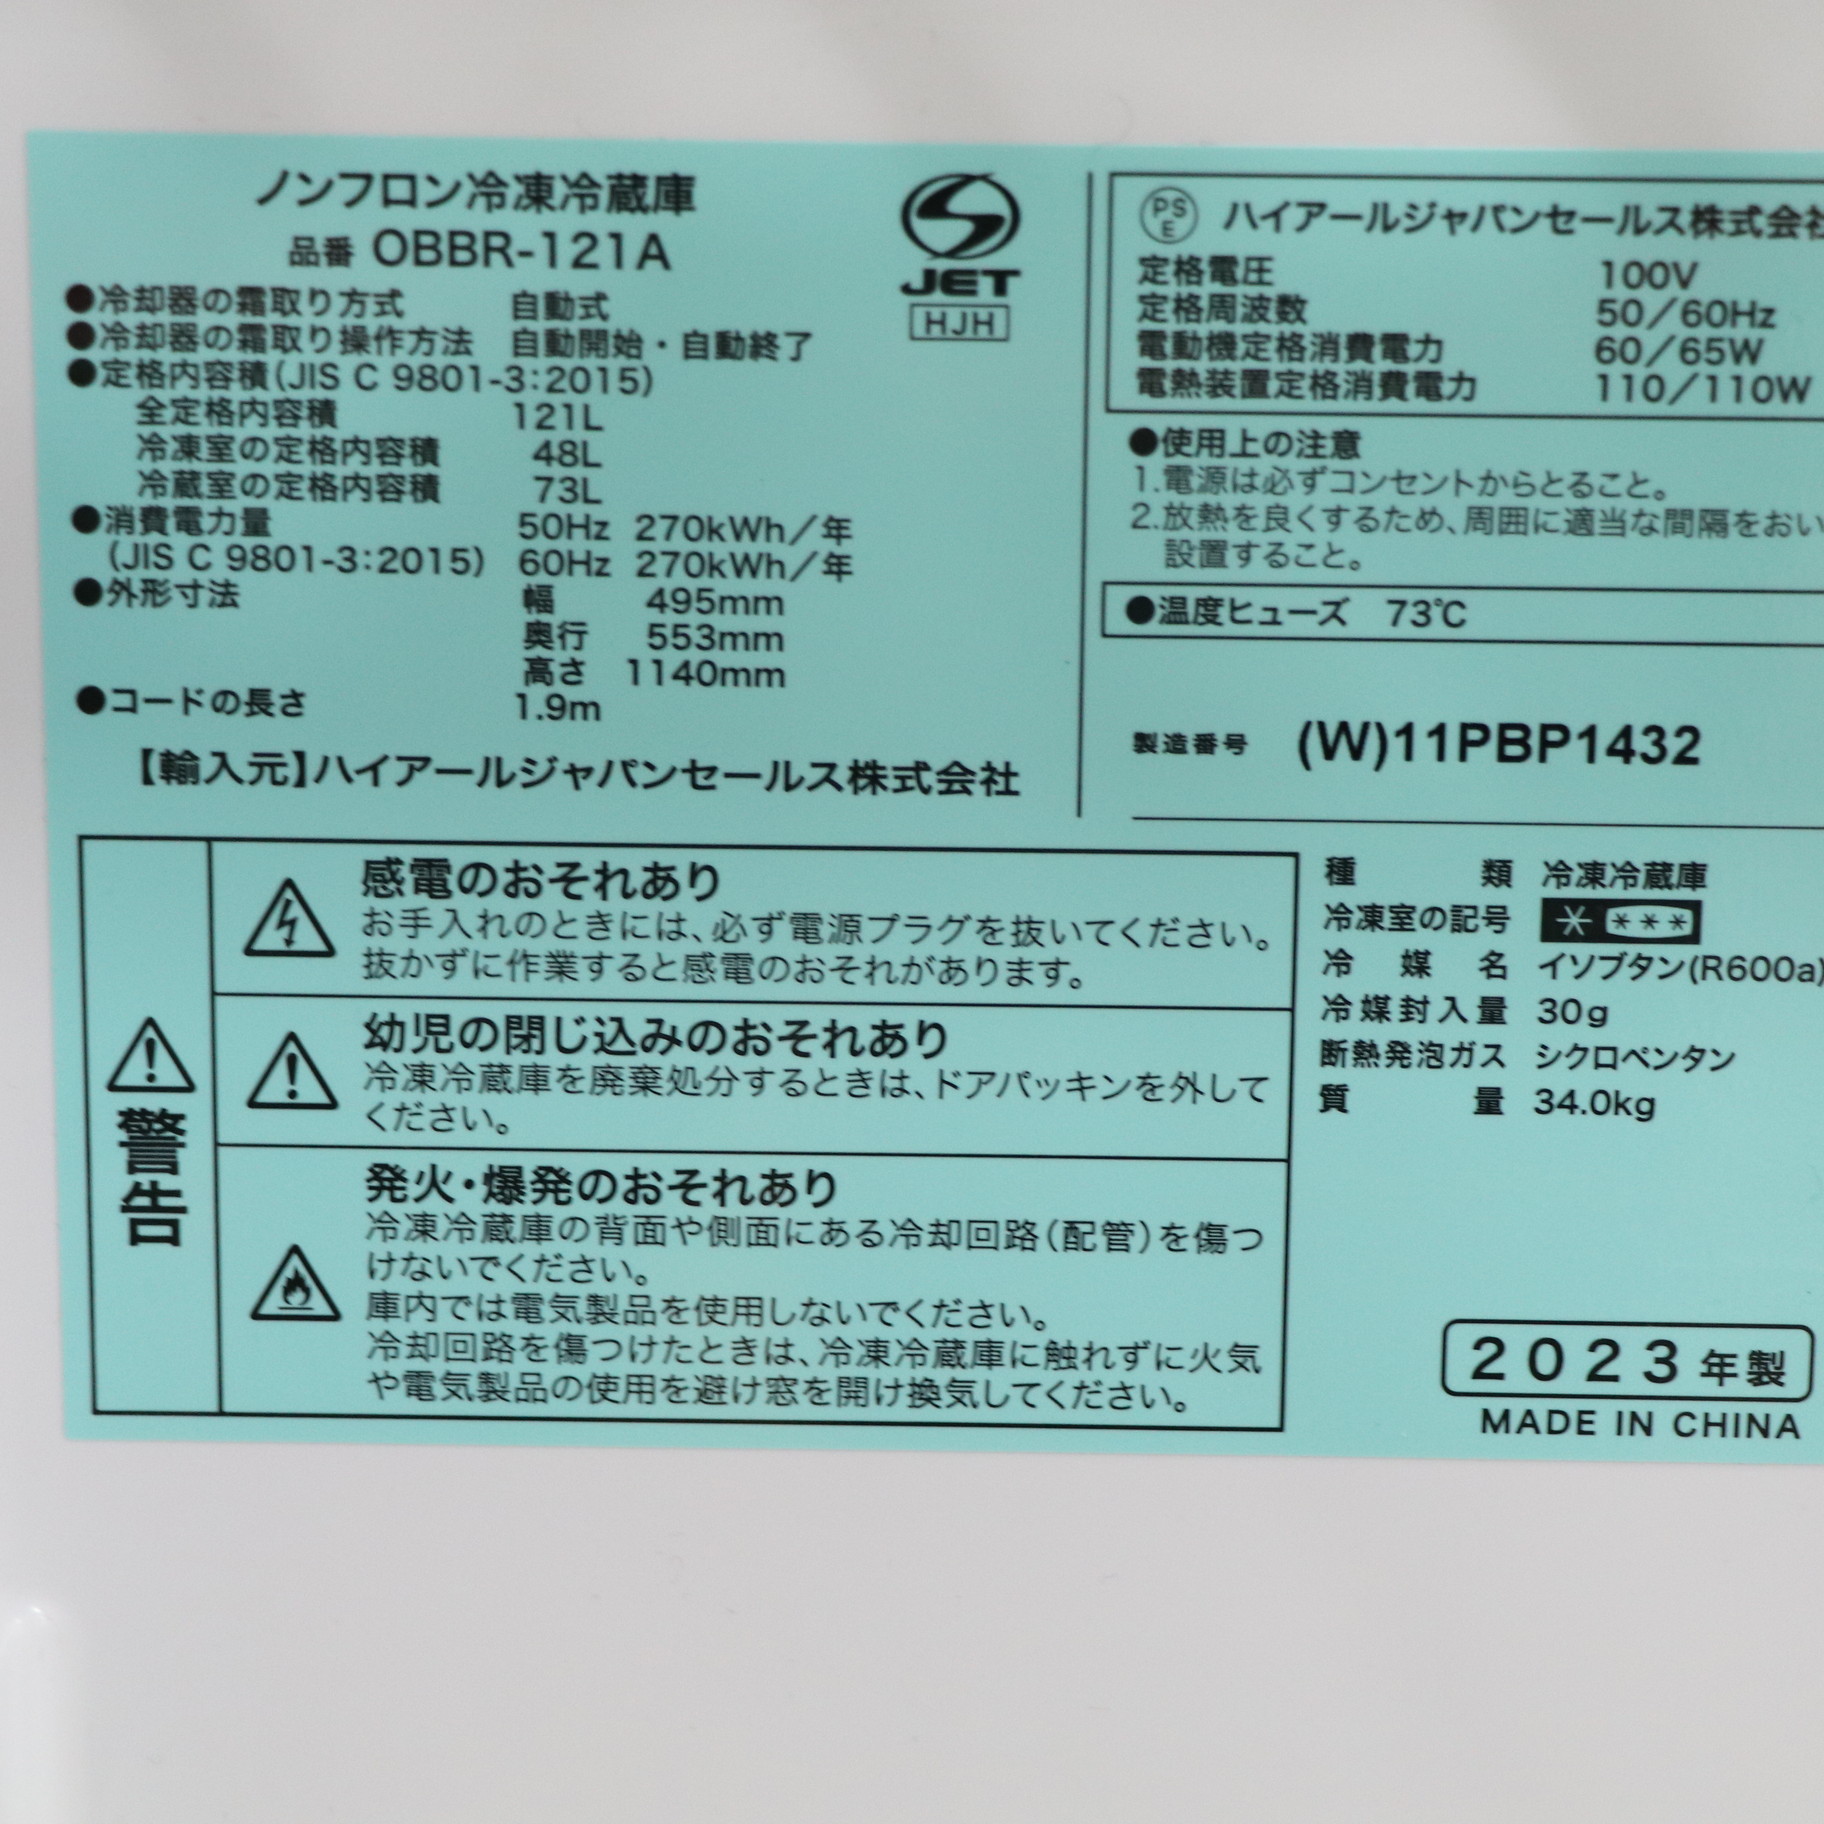 ノンフロン冷凍冷蔵庫
品番 OBBR-121A
●冷却器の霜取り方式 自動式
●冷却器の霜取り操作方法 自動開始・自動終了
●定格内容積(JIS C 9801-3:2015)
全定格内容積 121L
冷凍室の定格内容積 48L
冷蔵室の定格内容積 73L
●消費電力量 50Hz 270kWh/年
(JIS C 9801-3:2015) 60Hz 270kWh/年
●外形寸法 幅 495mm
奥行 553mm
高さ 1140mm
●コードの長さ 1.9m
【輸入元】ハイアールジャパンセールス株式会社
JET
HJH
PSE ハイアールジャパンセールス株式会社
定格電圧 100V
定格周波数 50/60Hz
電動機定格消費電力 60/65W
電熱装置定格消費電力 110/110W
●使用上の注意
1.電源は必ずコンセントからとること。
2.放熱を良くするため、周囲に適当な間隔をおい
設置すること。
●温度ヒューズ 73℃
製造番号 (W)11PBP1432
警告
感電のおそれあり
お手入れのときには、必ず電源プラグを抜いてください。
抜かずに作業すると感電のおそれがあります。
幼児の閉じ込みのおそれあり
冷凍冷蔵庫を廃棄処分するときは、ドアパッキンを外して
ください。
発火・爆発のおそれあり
冷凍冷蔵庫の背面や側面にある冷却回路(配管)を傷つ
けないでください。
庫内では電気製品を使用しないでください。
冷却回路を傷つけたときは、冷凍冷蔵庫に触れずに火気
や電気製品の使用を避け窓を開け換気してください。
種類 冷凍冷蔵庫
冷凍室の記号 * ***
冷媒名 イソブタン(R600a)
冷媒封入量 30g
断熱発泡ガス シクロペンタン
質量 34.0kg
2023年製
MADE IN CHINA